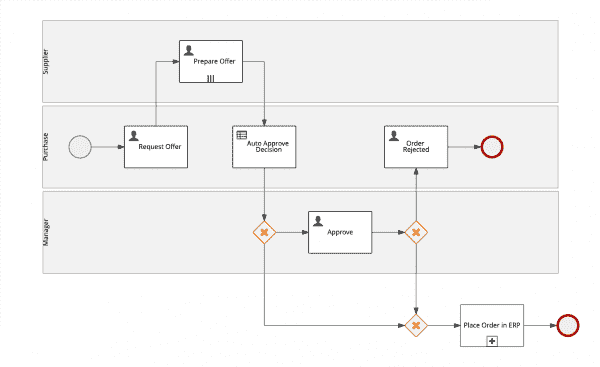 Supplier
Prepare Offer
Purchase
Request Offer
Auto Approve
Decision
Order
Rejected
Manager
Approve
Place Order in ERP